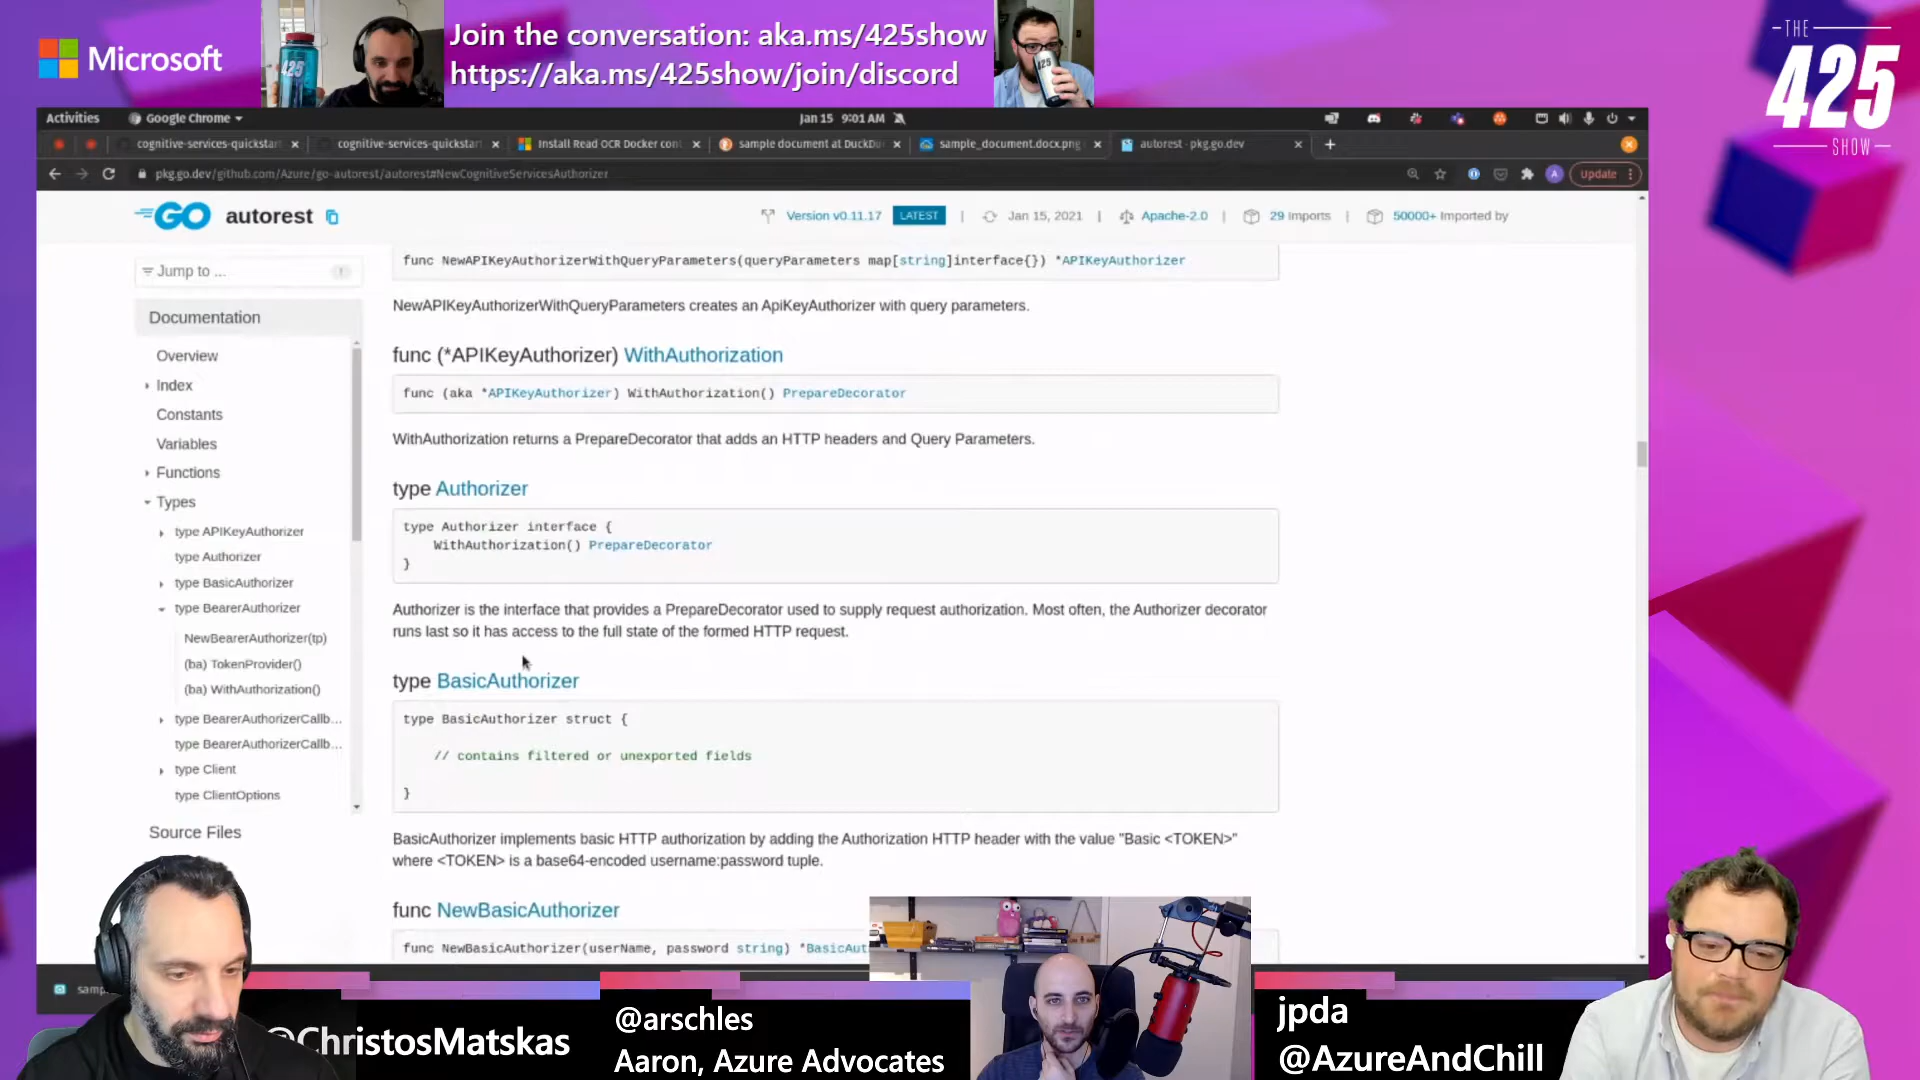 Microsoft
425
Join the conversation: aka.ms/425show
https://aka.ms/425show/join/discord
425
THE
425
SHOW
Activities
Google Chrome
Jan 15 9:01 AM
cognitive-services-quickstar
cognitive-services-quickstar
Install Read OCR Docker con
sample document at DuckDu
sample_document.docx.png
autorest · pkg.go.dev
pkg.go.dev/github.com/Azure/go-autorest/autorest#NewCognitiveServicesAuthorizer
A
Update
GO autorest
Version v0.11.17
LATEST
Jan 15, 2021
Apache-2.0
29 Imports
50000+ Imported by
Jump to ...
Documentation
Overview
Index
Constants
Variables
Functions
Types
type APIKeyAuthorizer
type Authorizer
type BasicAuthorizer
type BearerAuthorizer
NewBearerAuthorizer(tp)
(ba) TokenProvider()
(ba) WithAuthorization()
type BearerAuthorizerCallb...
type BearerAuthorizerCallb...
type Client
type ClientOptions
Source Files
func NewAPIKeyAuthorizerWithQueryParameters(queryParameters map[string]interface{}) *APIKeyAuthorizer
NewAPIKeyAuthorizerWithQueryParameters creates an ApiKeyAuthorizer with query parameters.
func (*APIKeyAuthorizer) WithAuthorization
func (aka *APIKeyAuthorizer) WithAuthorization() PrepareDecorator
WithAuthorization returns a PrepareDecorator that adds an HTTP headers and Query Parameters.
type Authorizer
type Authorizer interface {
WithAuthorization() PrepareDecorator
}
Authorizer is the interface that provides a PrepareDecorator used to supply request authorization. Most often, the Authorizer decorator
runs last so it has access to the full state of the formed HTTP request.
type BasicAuthorizer
type BasicAuthorizer struct {
// contains filtered or unexported fields
}
BasicAuthorizer implements basic HTTP authorization by adding the Authorization HTTP header with the value "Basic <TOKEN>"
where <TOKEN> is a base64-encoded username:password tuple.
func NewBasicAuthorizer
func NewBasicAuthorizer(userName, password string) *BasicAut
samp
@ChristosMatskas
@arschles
Aaron, Azure Advocates
jpda
@AzureAndChill